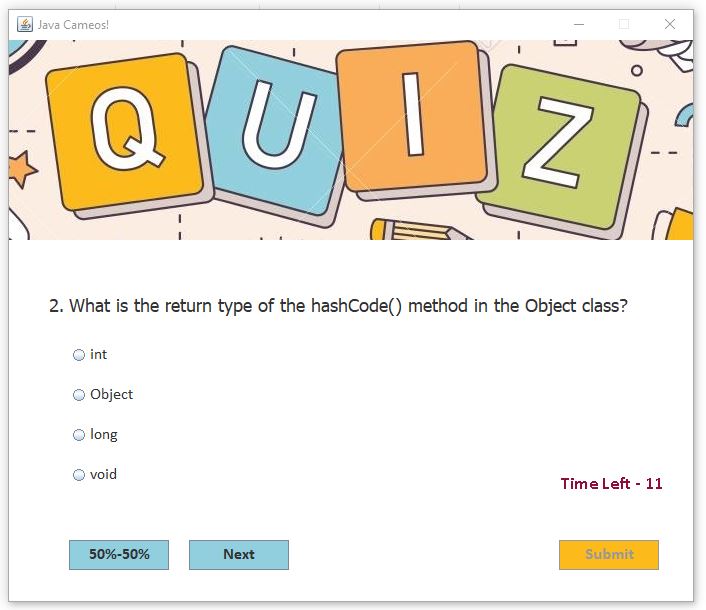 Java Cameos!
QUIZ
2. What is the return type of the hashCode() method in the Object class?
int
Object
long
void
Time Left - 11
50%-50%
Next
Submit